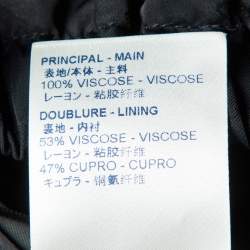 PRINCIPAL - MAIN
表地/本体 - 主料
100% VISCOSE - VISCOSE
レーヨン - 粘胶纤维
DOUBLURE - LINING
裏地 - 内衬
53% VISCOSE - VISCOSE
レーヨン - 粘胶纤维
47% CUPRO - CUPRO
キュプラ - 铜氨纤维